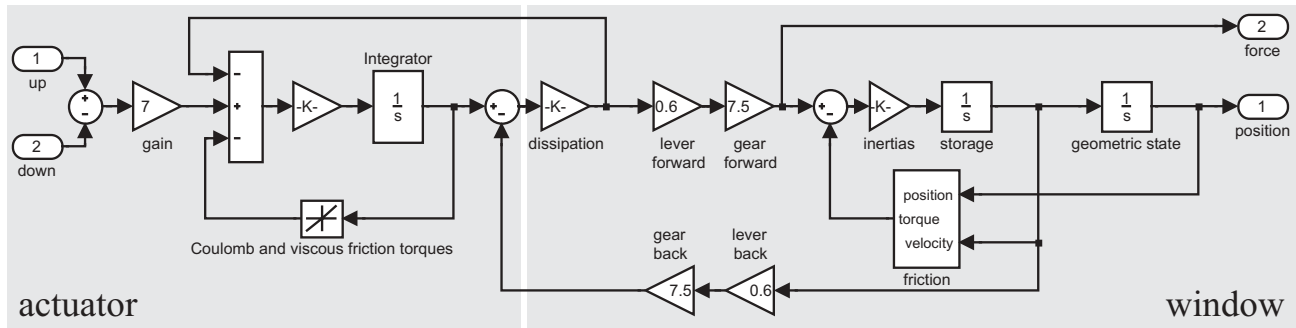 1
up
2
down
+
-
7
gain
-
+
-
-K-
Integrator
1
s
Coulomb and viscous friction torques
+
-
-K-
dissipation
0.6
lever
forward
7.5
gear
forward
+
-
-K-
inertias
1
s
storage
1
s
geometric state
2
force
1
position
position
torque
velocity
friction
gear
back
7.5
lever
back
0.6
actuator
window